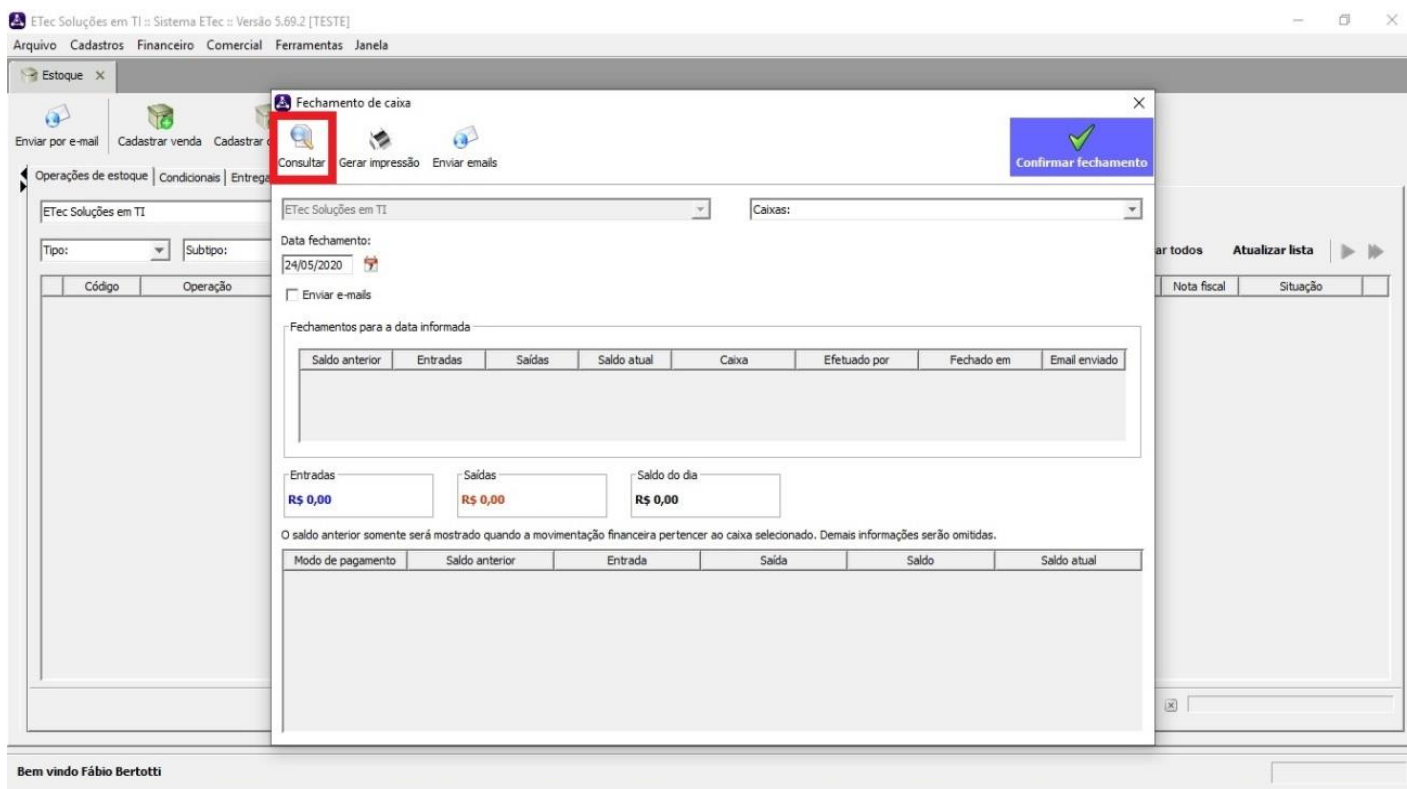 ETec Soluções em TI :: Sistema ETec :: Versão 5.69.2 [TESTE]
Arquivo Cadastros Financeiro Comercial Ferramentas Janela
Estoque
Enviar por e-mail Cadastrar venda Cadastrar
Operações de estoque Condicionais
ETec Soluções em TI
Tipo: Subtipo:
Código Operação
Fechamento de caixa
Consultar Gerar impressão Enviar emails Confirmar fechamento
ETec Soluções em TI Caixas:
Data fechamento:
24/05/2020
Enviar e-mails
Fechamentos para a data informada
Saldo anterior Entradas Saídas Saldo atual Caixa Efetuado por Fechado em Email enviado
Entradas Saídas Saldo do dia
R$ 0,00 R$ 0,00 R$ 0,00
O saldo anterior somente será mostrado quando a movimentação financeira pertencer ao caixa selecionado. Demais informações serão omitidas.
Modo de pagamento Saldo anterior Entrada Saída Saldo Saldo atual
todos Atualizar lista
Nota fiscal Situação
Bem vindo Fábio Bertotti